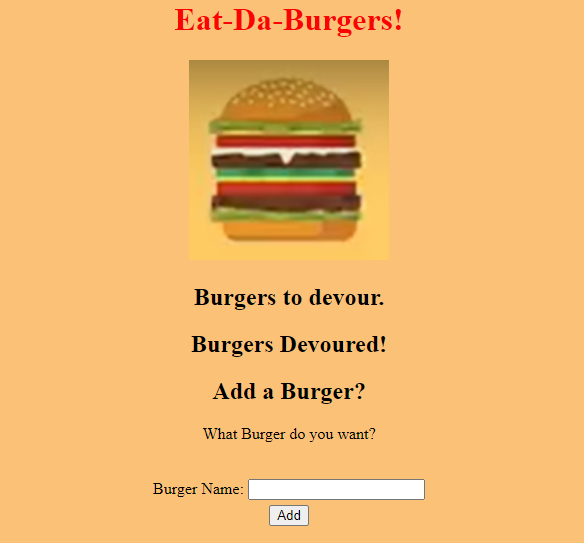 Eat-Da-Burgers!
Burgers to devour.
Burgers Devoured!
Add a Burger?
What Burger do you want?
Burger Name:
Add